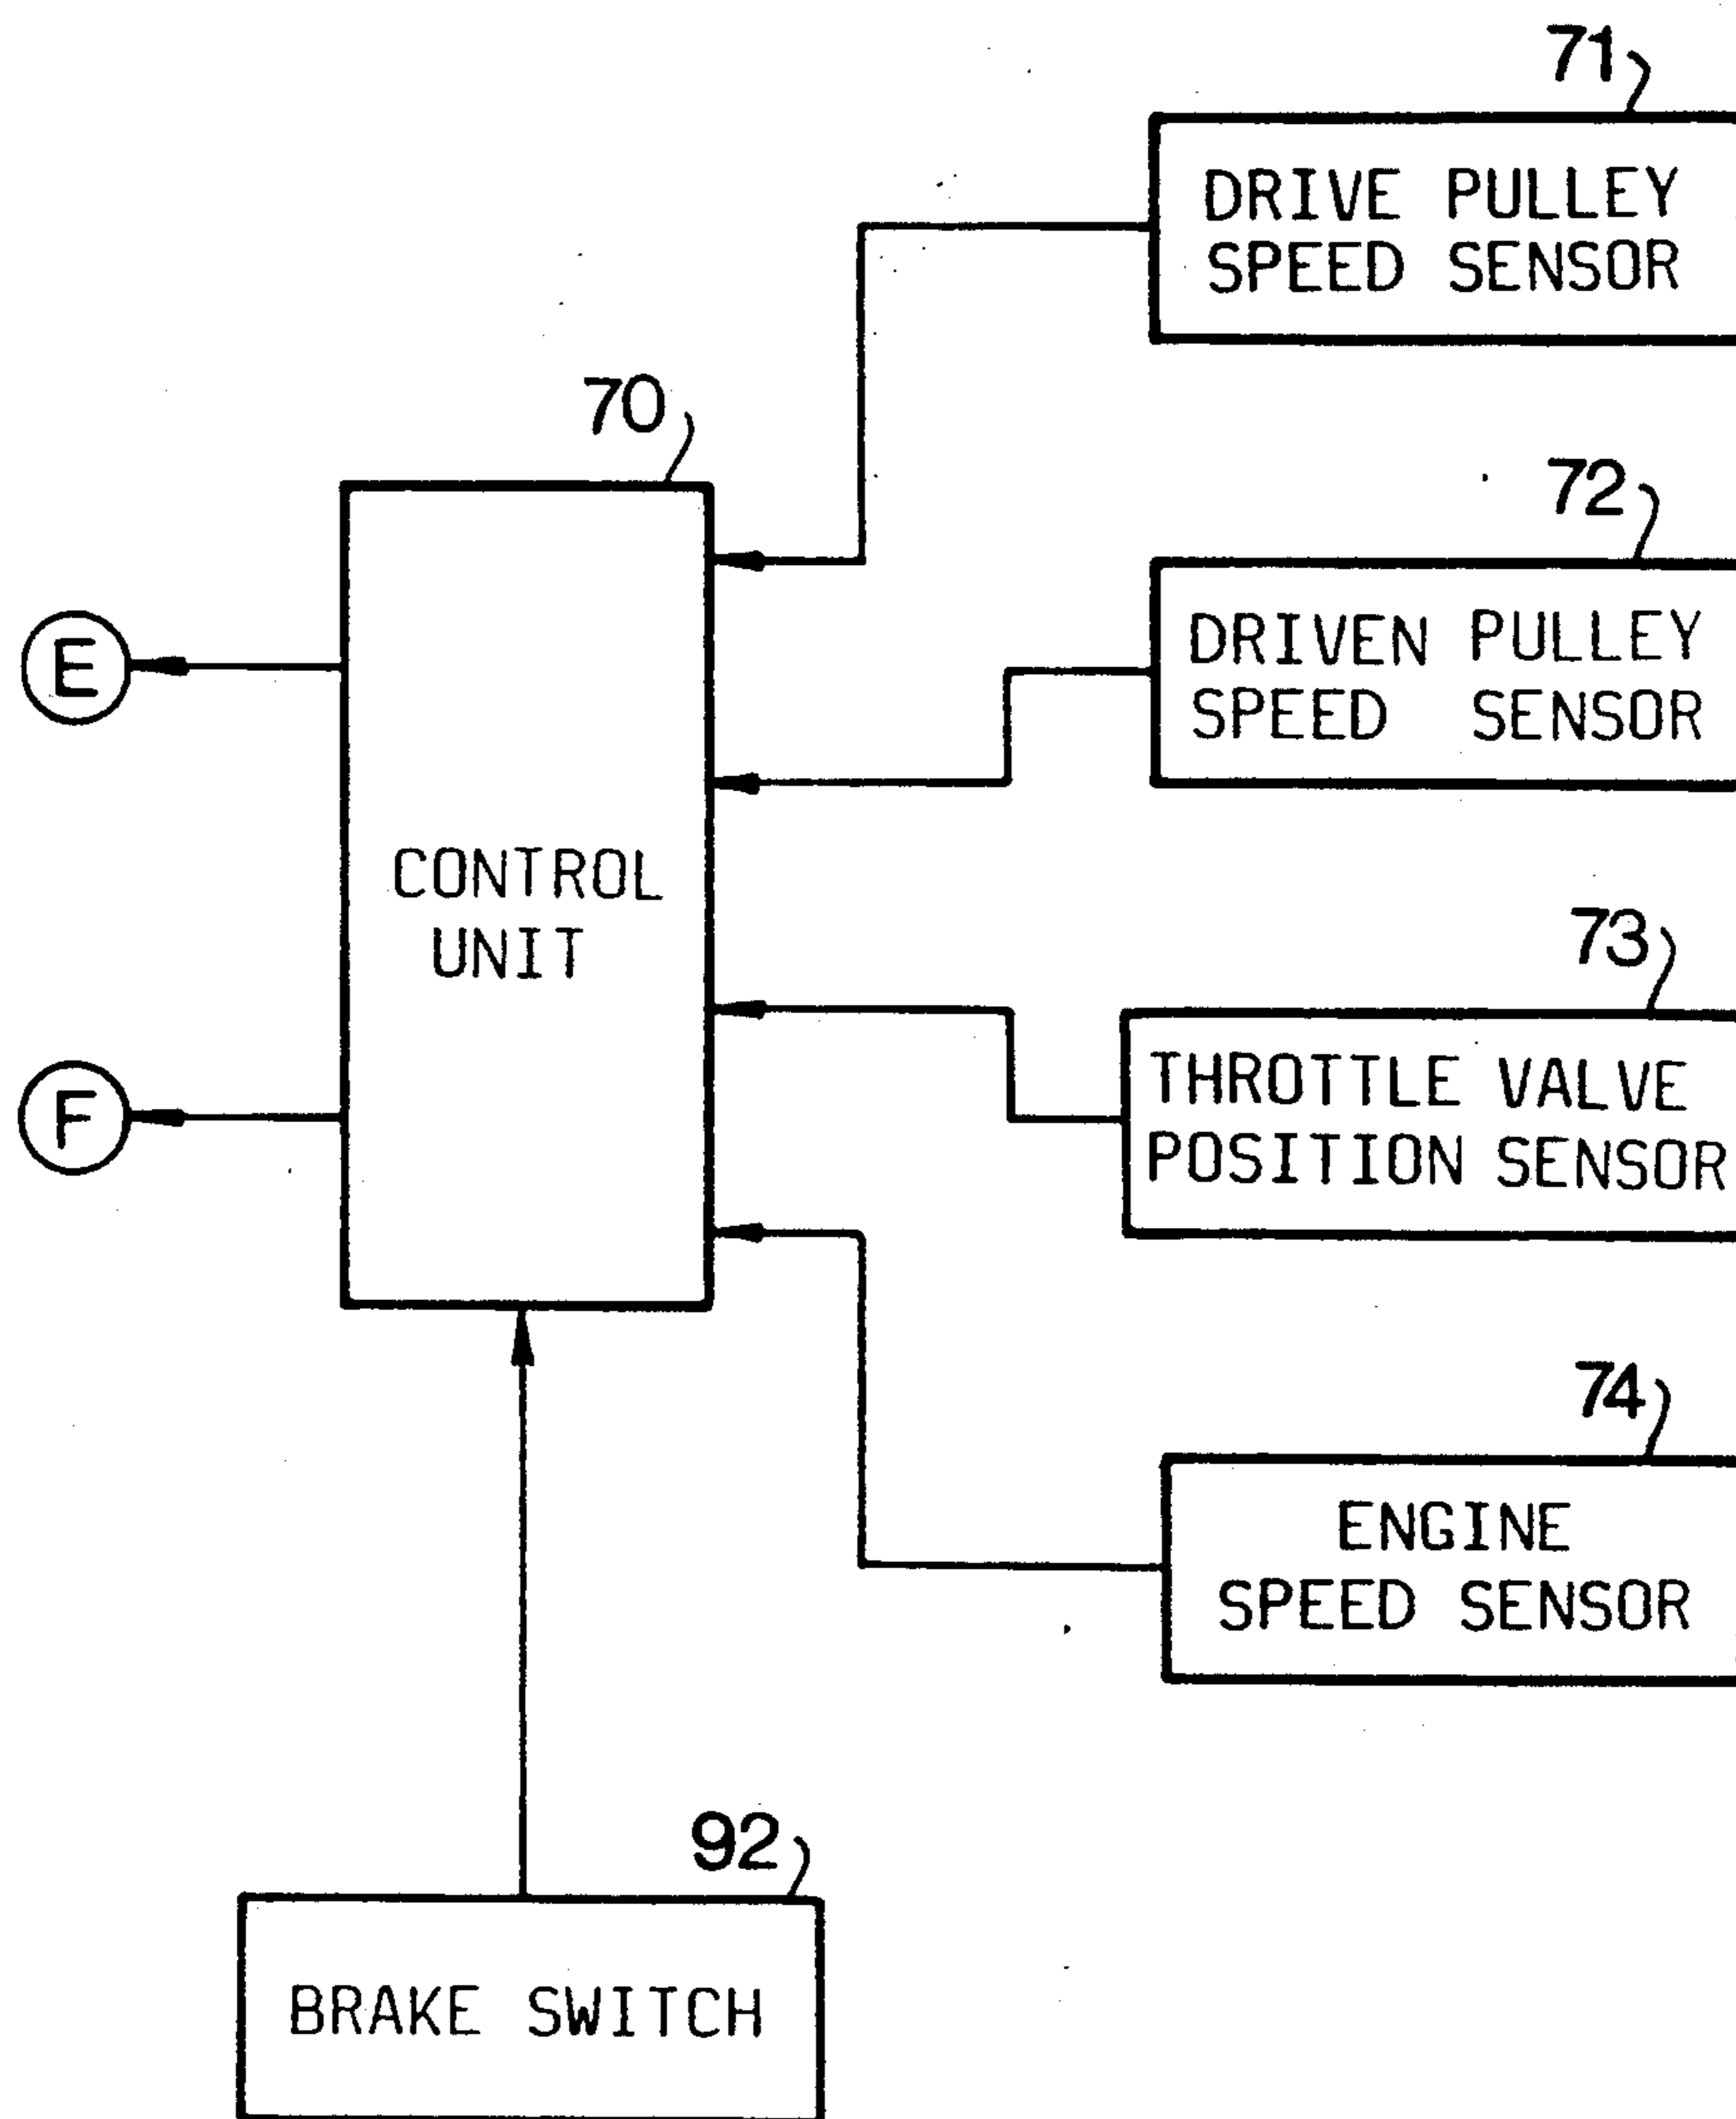 71
DRIVE PULLEY
SPEED SENSOR
70
72
DRIVEN PULLEY
SPEED SENSOR
E
CONTROL
UNIT
73
THROTTLE VALVE
POSITION SENSOR
F
74
ENGINE
SPEED SENSOR
92
BRAKE SWITCH